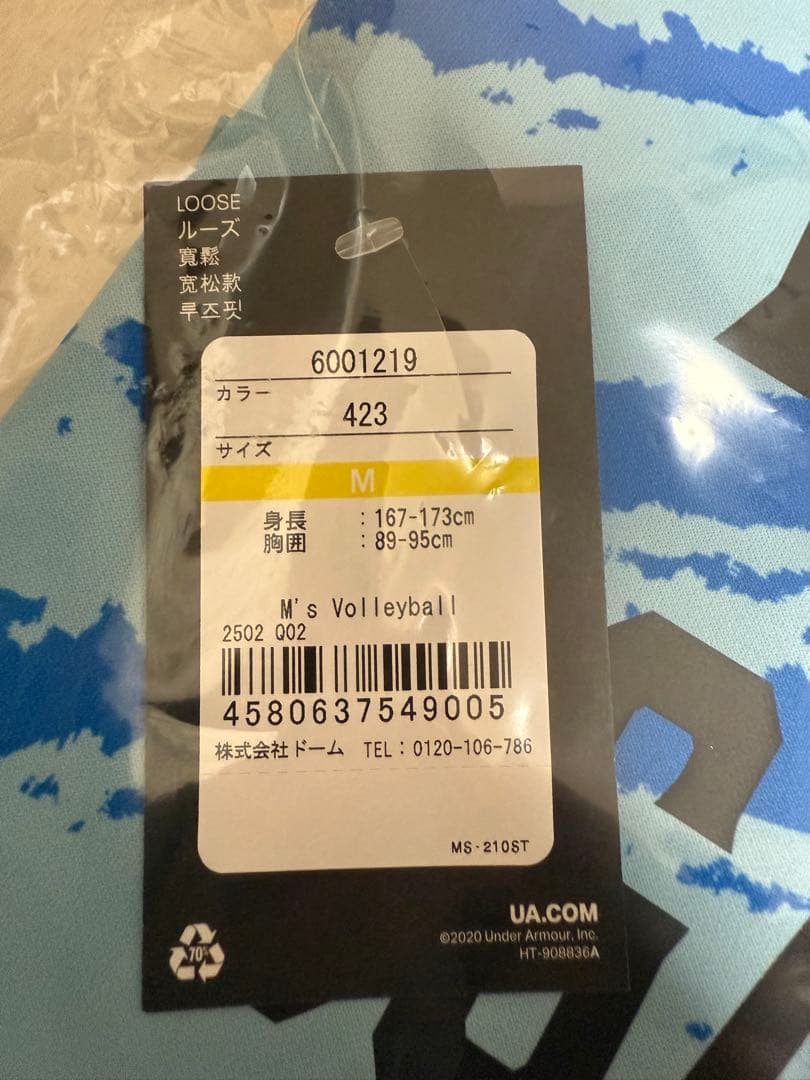 LOOSE
ルーズ
寬鬆
宽松款
루즈핏
6001219
カラー
423
サイズ
M
身長 : 167-173cm
胸囲 : 89-95cm
M's Volleyball
2502 Q02
4580637549005
株式会社ドーム TEL : 0120-106-786
MS-210ST
70%
UA.COM
©2020 Under Armour, Inc.
HT-908836A